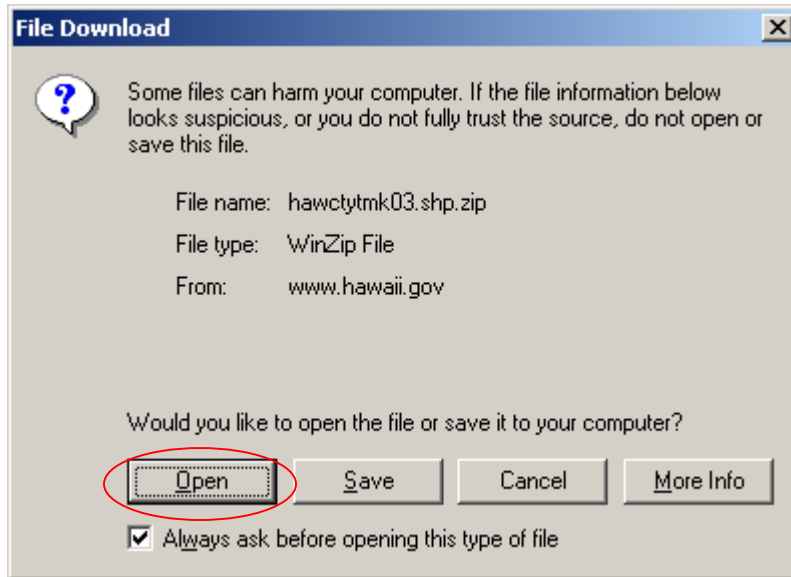 File Download
Some files can harm your computer. If the file information below
looks suspicious, or you do not fully trust the source, do not open or
save this file.
File name: hawctytmk03.shp.zip
File type: WinZip File
From: www.hawaii.gov
Would you like to open the file or save it to your computer?
Open Save Cancel More Info
Always ask before opening this type of file